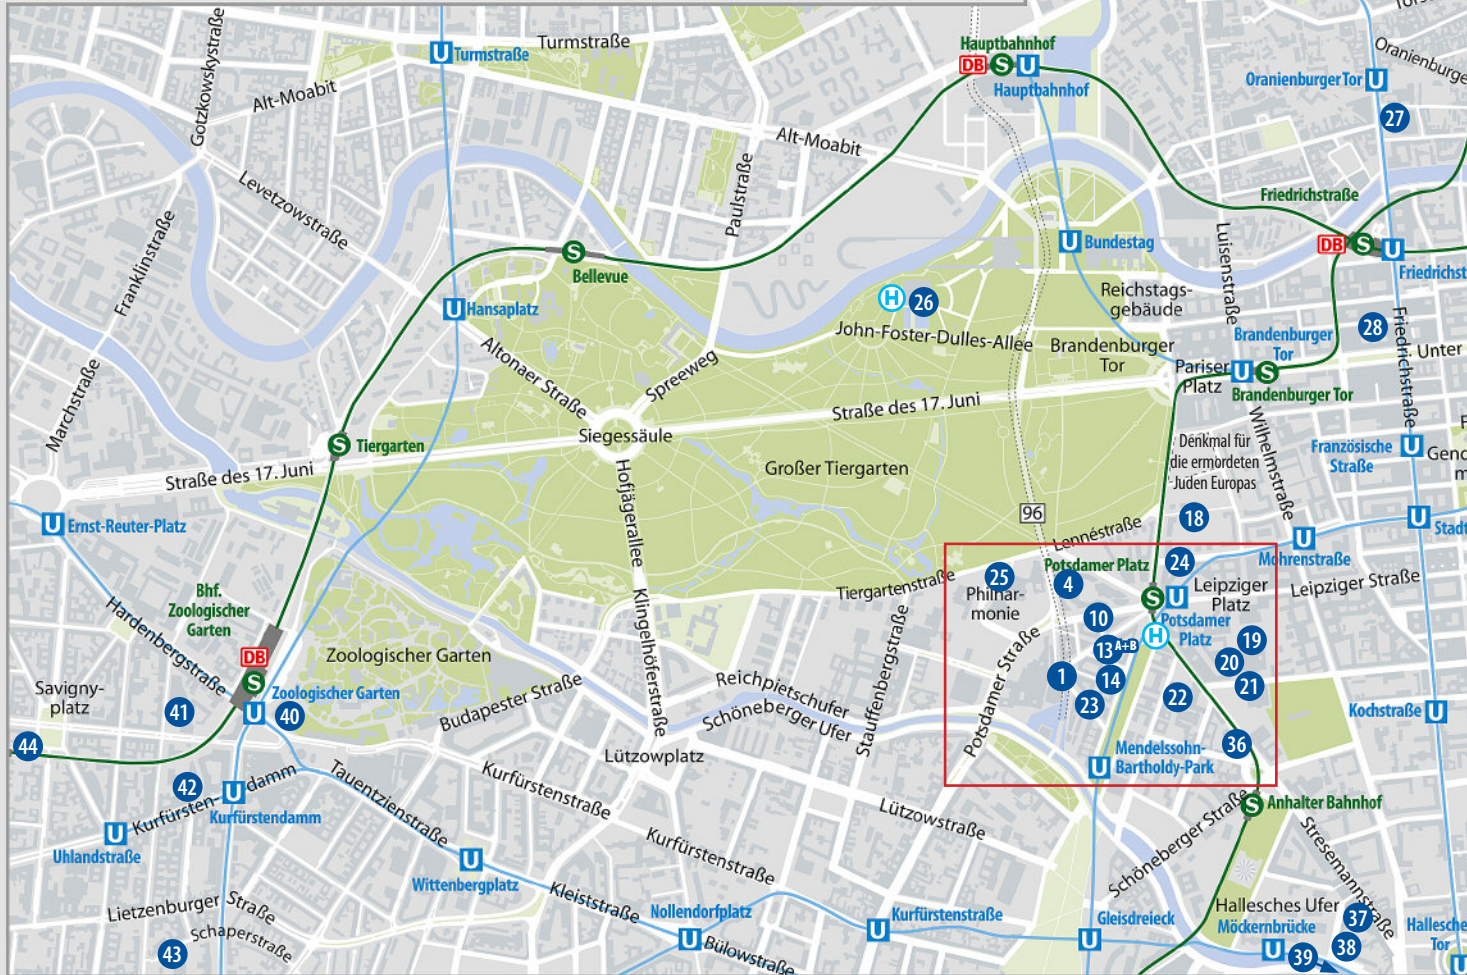 Turmstraße
U Turmstraße
Gotzkowskystraße
Alt-Moabit
Hauptbahnhof
DB S U
Hauptbahnhof
Oranienburger Tor U
27
Alt-Moabit
Levetzowstraße
Paulstraße
Franklinstraße
Friedrichstraße
DB S U
S
Bellevue
U Bundestag
Luisenstraße
U Hansaplatz
H 26
Reichstags-
gebäude
28
Friedrichstraße
John-Foster-Dulles-Allee
Brandenburger
Tor
Brandenburger
Tor
Unter
Altonaer Straße
Spreeweg
Pariser
Platz
U S
Brandenburger Tor
Marchstraße
Straße des 17. Juni
Siegessäule
S Tiergarten
Straße des 17. Juni
Großer Tiergarten
Denkmal für
die ermordeten
Juden Europas
Wilhelmstraße
Französische
Straße
U
Hofjägerallee
96
18
U
U Ernst-Reuter-Platz
Lennéstraße
U
Mohrenstraße
Bhf.
Zoologischer
Garten
Hardenbergstraße
Tiergartenstraße
25
Philhar-
monie
Potsdamer Platz
4
24
S U
Leipziger
Platz
Leipziger Straße
Klingelhöferstraße
Stauffenbergstraße
Potsdamer Straße
10
Potsdamer
Platz
H
13 A+B
19
20
21
DB
S
Zoologischer Garten
Zoologischer Garten
Savigny-
platz
41
U 40
Budapester Straße
Reichpietschufer
Schöneberger Ufer
1
14
23
22
Kochstraße U
44
36
Lützowplatz
Mendelssohn-
Bartholdy-Park
U
42
Kurfürsten-
damm
U
Kurfürstendamm
Tauentzienstraße
Kurfürstenstraße
Lützowstraße
Schöneberger Straße
S Anhalter Bahnhof
U
Uhlandstraße
Kurfürstenstraße
Stresemannstraße
U
Wittenbergplatz
Kleiststraße
Nollendorfplatz
U
Bülowstraße
U Kurfürstenstraße
Gleisdreieck
U
Hallesches Ufer
Möckernbrücke
U
37
38
39
Tor
U
Lietzenburger Straße
Schaperstraße
43